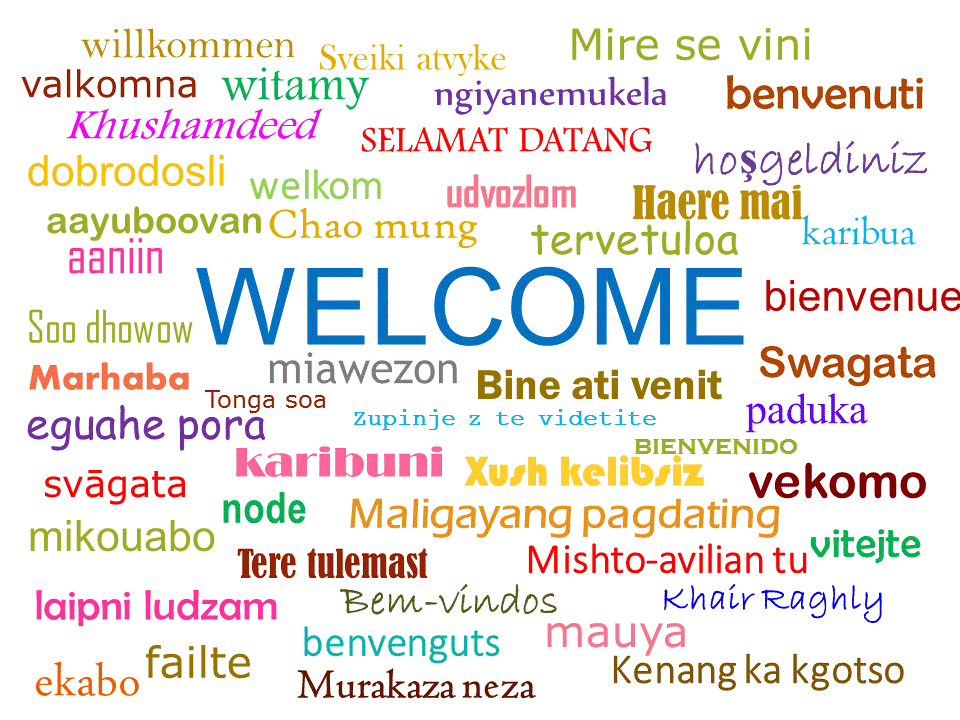 willkommen
Sveiki atvyke
Mire se vini
valkomna
witamy
ngiyanemukela
benvenuti
Khushamdeed
SELAMAT DATANG
hoşgeldiniz
dobrodosli
welkom
udvozlom
Haere mai
aayuboovan
Chao mung
tervetuloa
karibua
aaniin
WELCOME
bienvenue
Soo dhowow
miawezon
Swagata
Marhaba
Bine ati venit
Tonga soa
paduka
eguahe pora
Zupinje z te videtite
BIENVENIDO
karibuni
Xush kelibsiz
vekomo
svāgata
node
Maligayang pagdating
mikouabo
vitejte
Tere tulemast
Mishto-avilian tu
laipni ludzam
Bem-vindos
Khair Raghly
benvenguts
mauya
failte
ekabo
Murakaza neza
Kenang ka kgotso